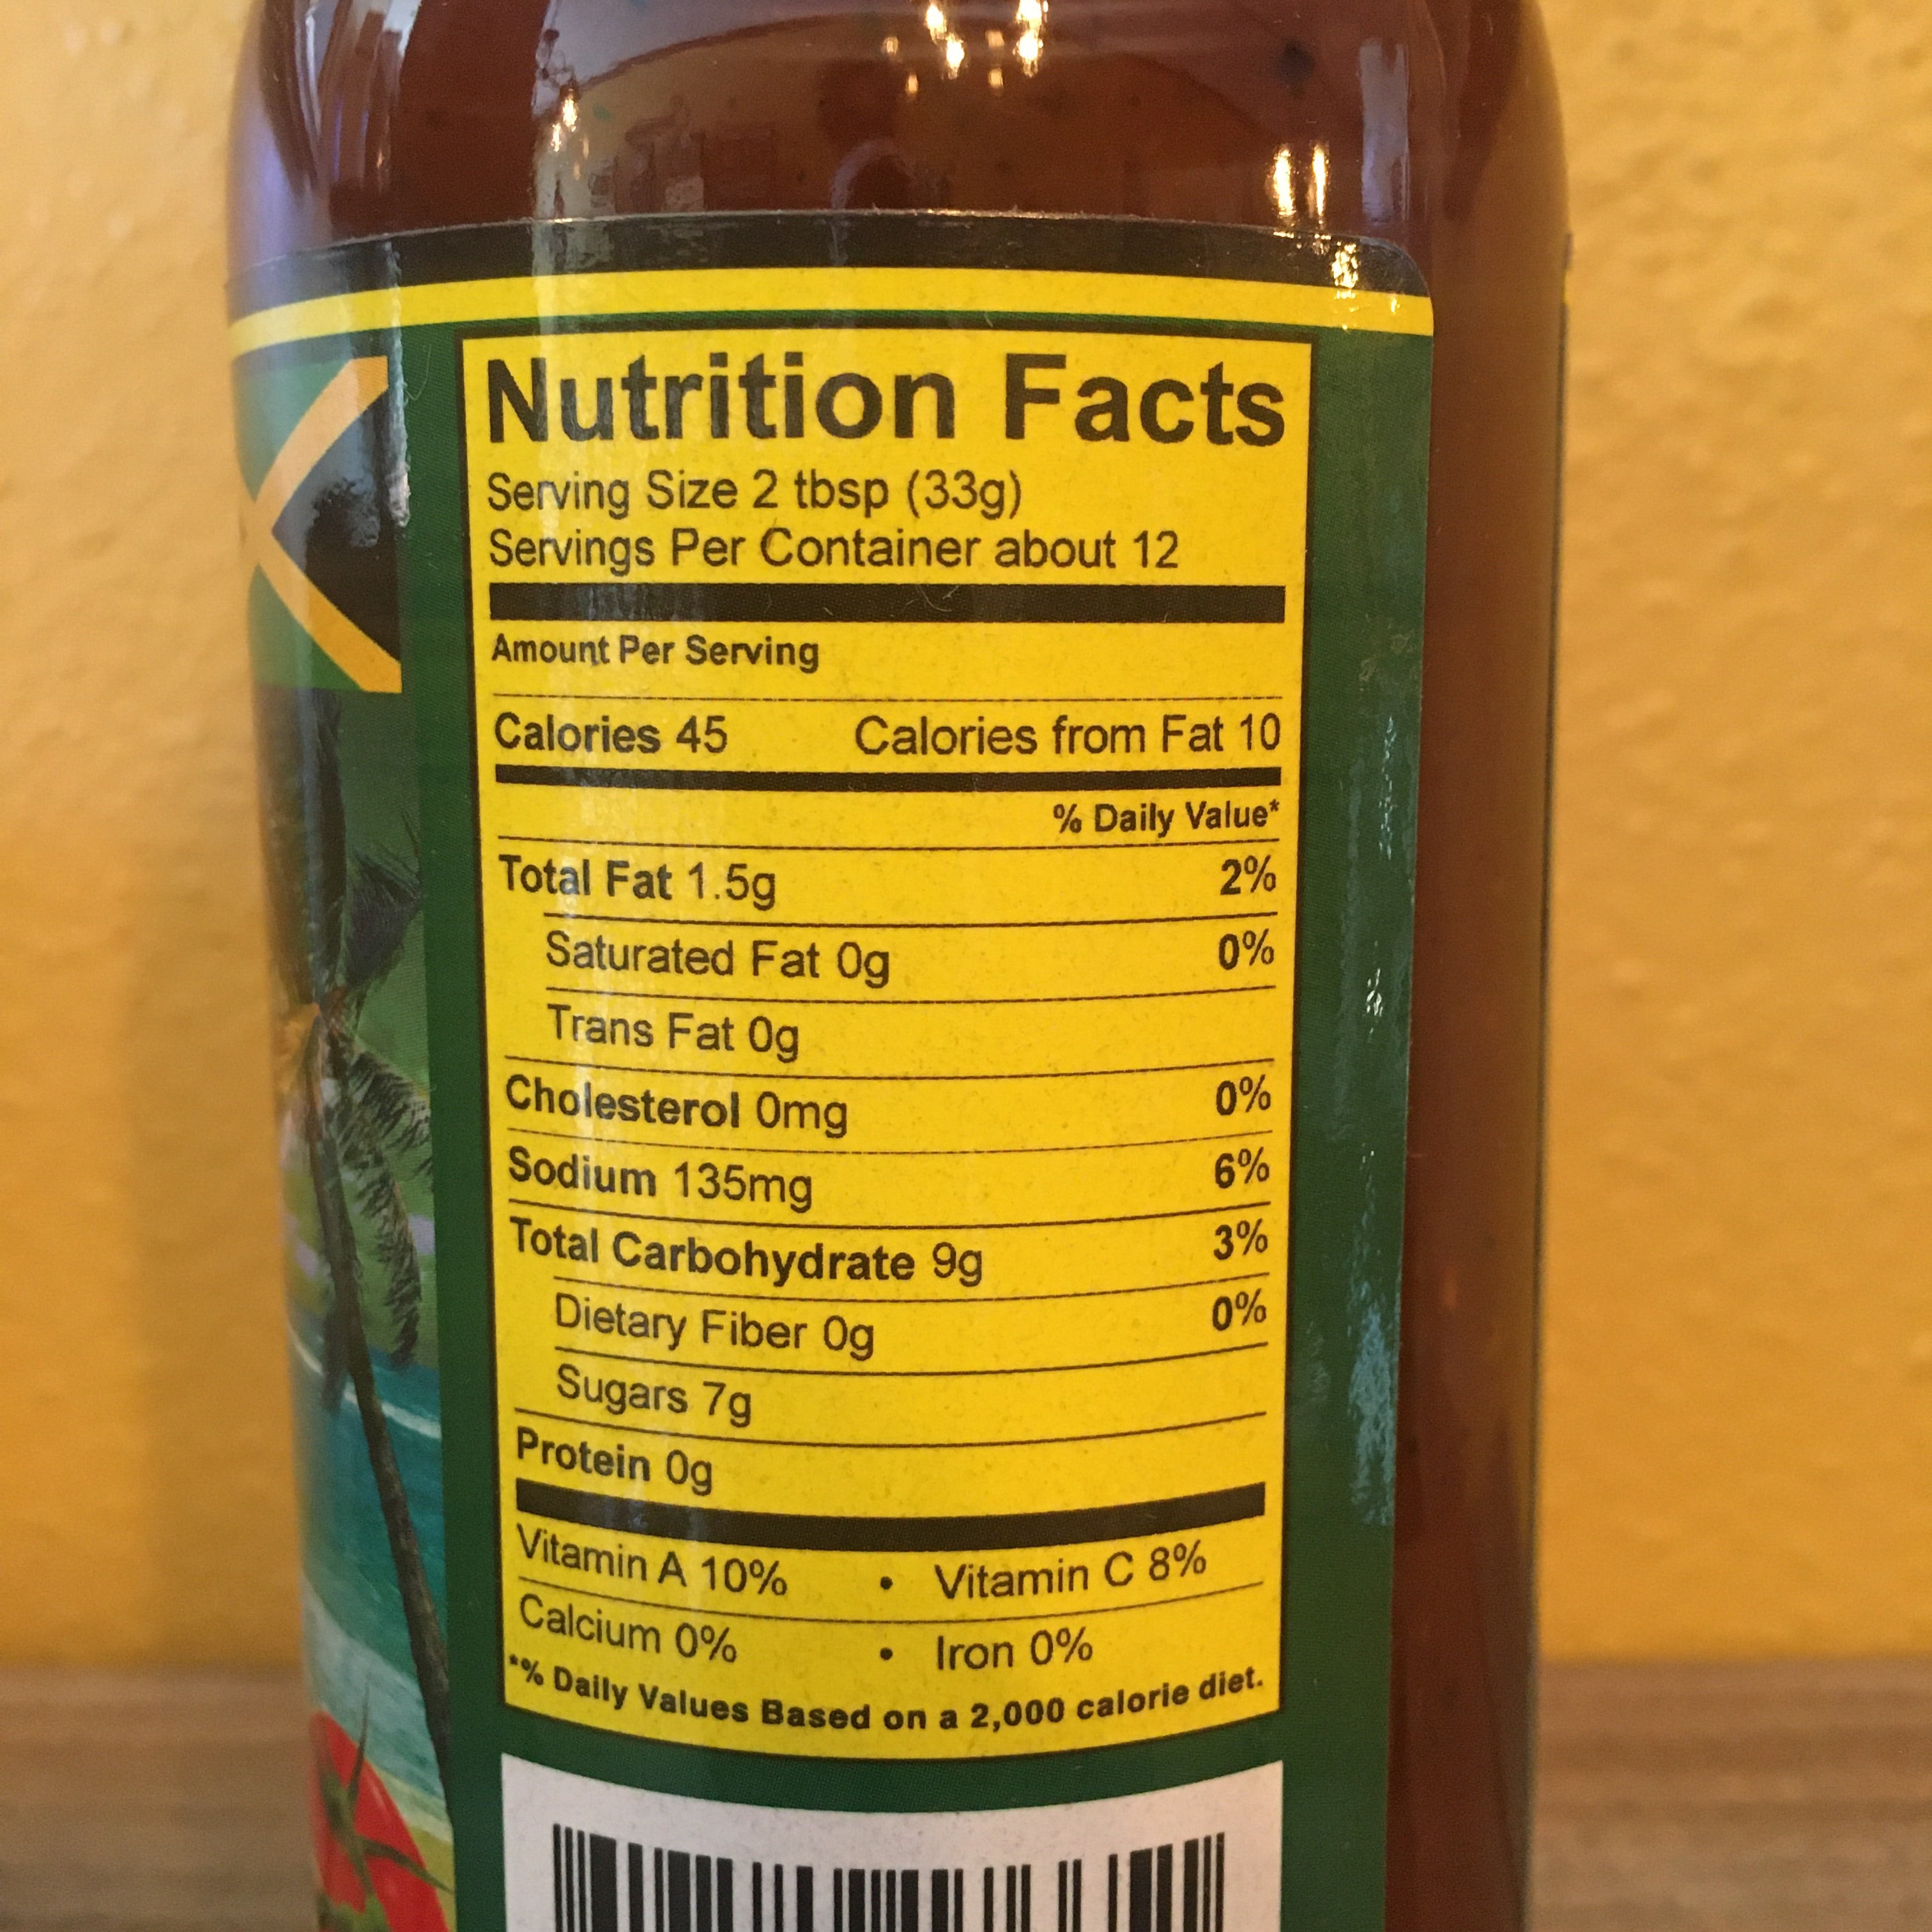 Nutrition Facts
Serving Size 2 tbsp (33g)
Servings Per Container about 12
Amount Per Serving
Calories 45 Calories from Fat 10
% Daily Value*
Total Fat 1.5g 2%
Saturated Fat 0g 0%
Trans Fat 0g
Cholesterol 0mg 0%
Sodium 135mg 6%
Total Carbohydrate 9g 3%
Dietary Fiber 0g 0%
Sugars 7g
Protein 0g
Vitamin A 10% • Vitamin C 8%
Calcium 0% • Iron 0%
*% Daily Values Based on a 2,000 calorie diet.